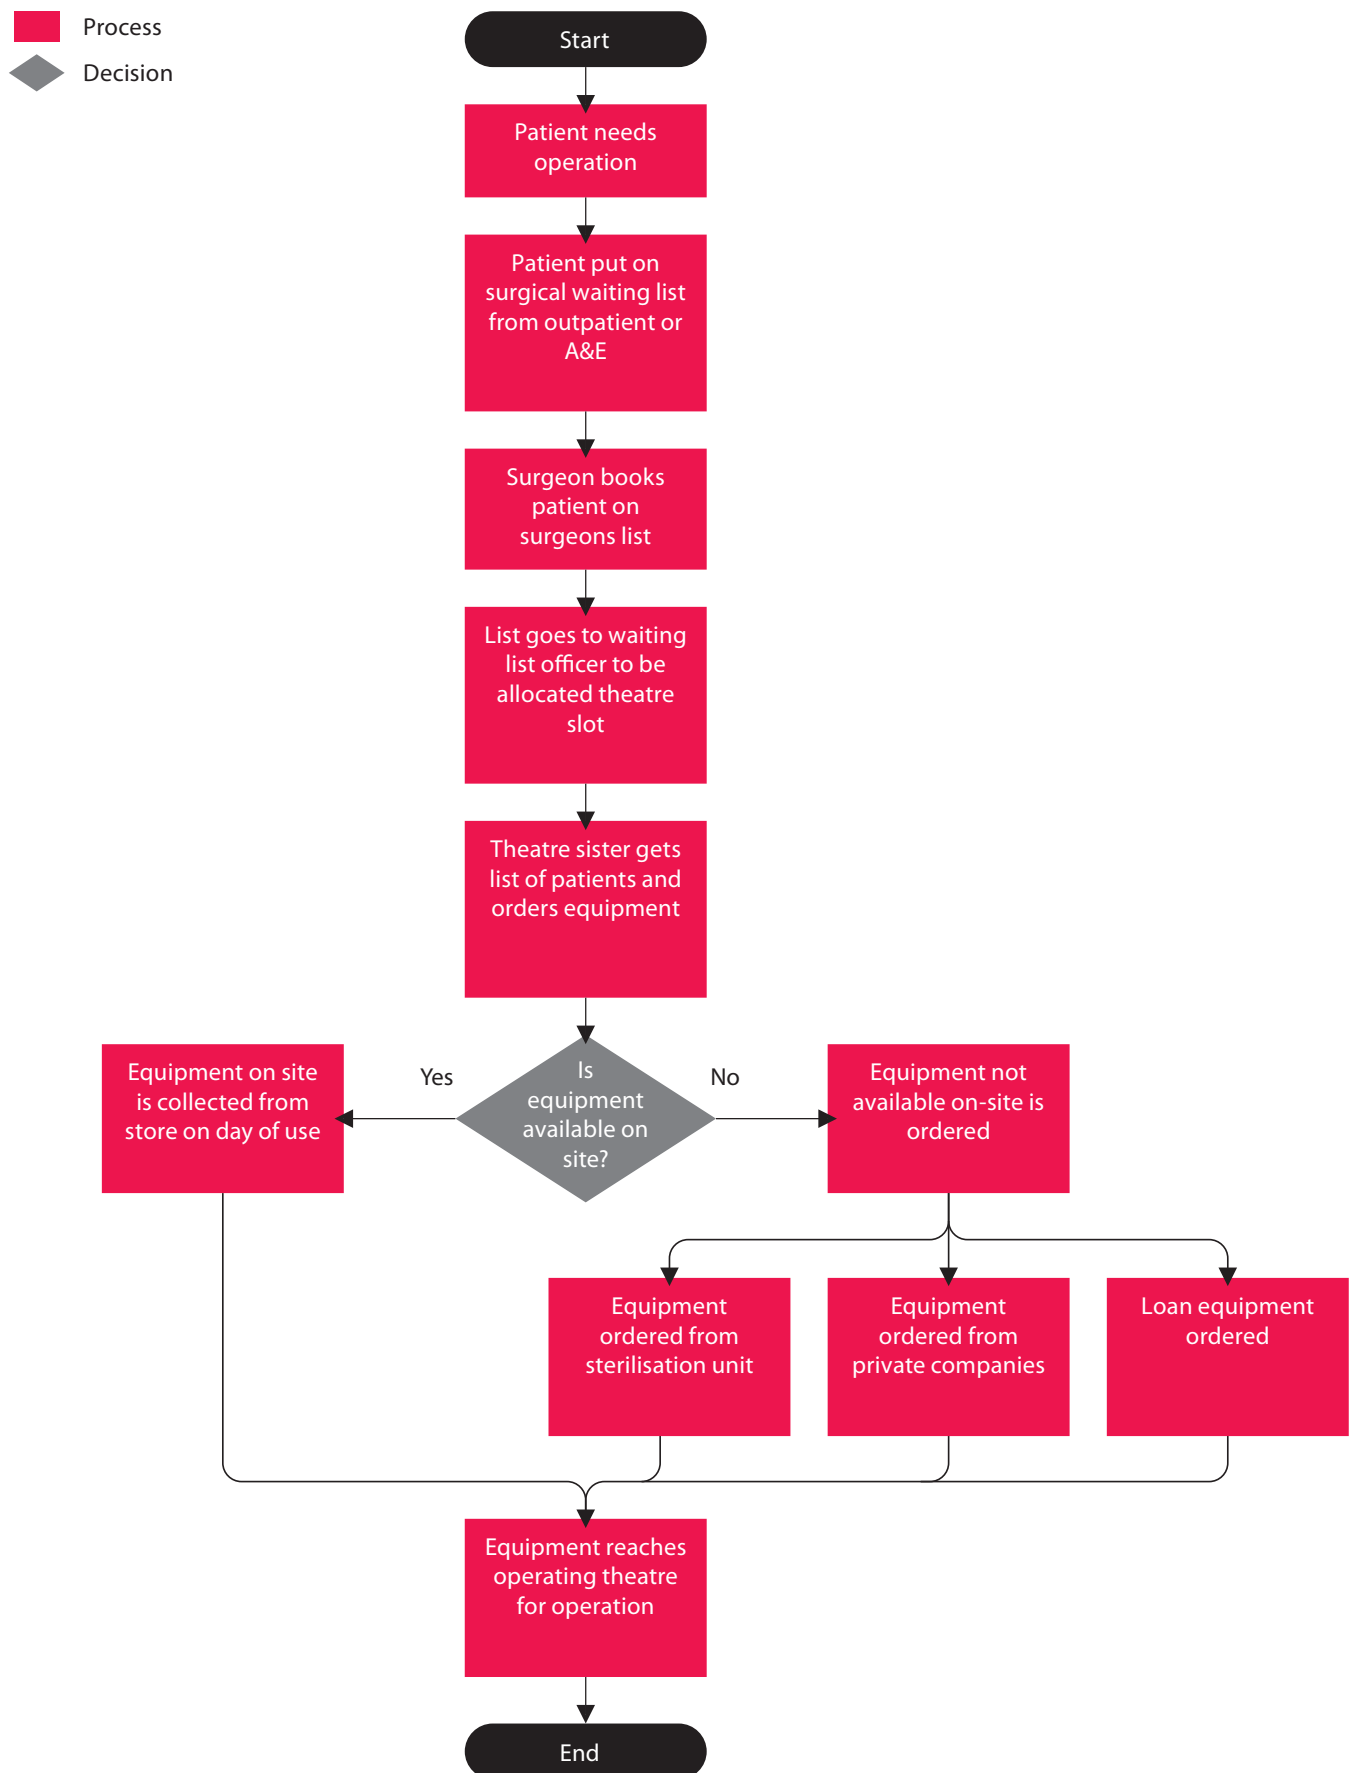 Process
Decision
Start
Patient needs
operation
Patient put on
surgical waiting list
from outpatient or
A&E
Surgeon books
patient on
surgeons list
List goes to waiting
list officer to be
allocated theatre
slot
Theatre sister gets
list of patients and
orders equipment
Is
equipment
available on
site?
Yes
No
Equipment on site
is collected from
store on day of use
Equipment not
available on-site is
ordered
Equipment
ordered from
sterilisation unit
Equipment
ordered from
private companies
Loan equipment
ordered
Equipment reaches
operating theatre
for operation
End